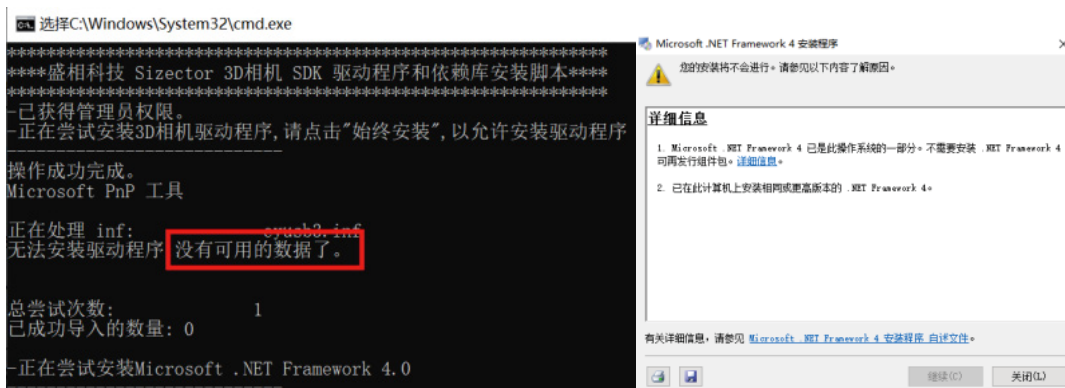 选择C:\Windows\System32\cmd.exe
*************************************************************
****盛相科技 Sizector 3D相机 SDK 驱动程序和依赖库安装脚本****
*************************************************************
-已获得管理员权限。
-正在尝试安装3D相机驱动程序,请点击"始终安装",以允许安装驱动程序
----------------------------
操作成功完成。
Microsoft PnP 工具
正在处理 inf: cyusb3.inf
无法安装驱动程序 没有可用的数据了。
总尝试次数: 1
已成功导入的数量: 0
-正在尝试安装Microsoft .NET Framework 4.0
----------------------------
Microsoft .NET Framework 4 安装程序
您的安装将不会进行。请参见以下内容了解原因。
详细信息
1. Microsoft .NET Framework 4 已是此操作系统的一部分。不需要安装 .NET Framework 4
可再发行组件包。详细信息。
2. 已在此计算机上安装相同或更高版本的 .NET Framework 4。
有关详细信息，请参见 Microsoft .NET Framework 4 安装程序 自述文件。
继续(C)
关闭(L)